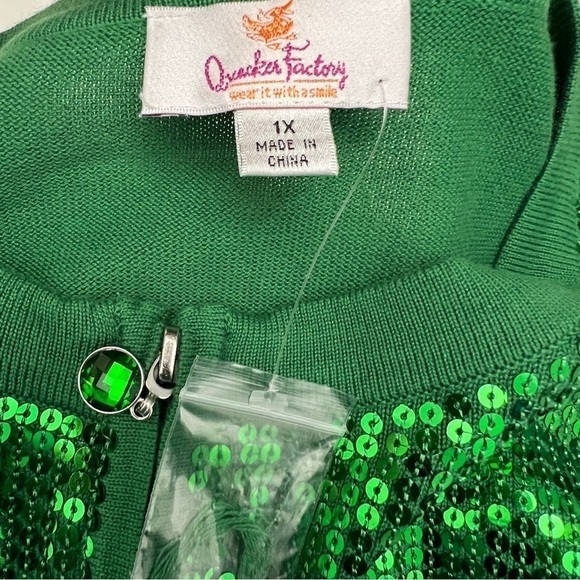 Quacker Factory
wear it with a smile
1X
MADE IN
CHINA